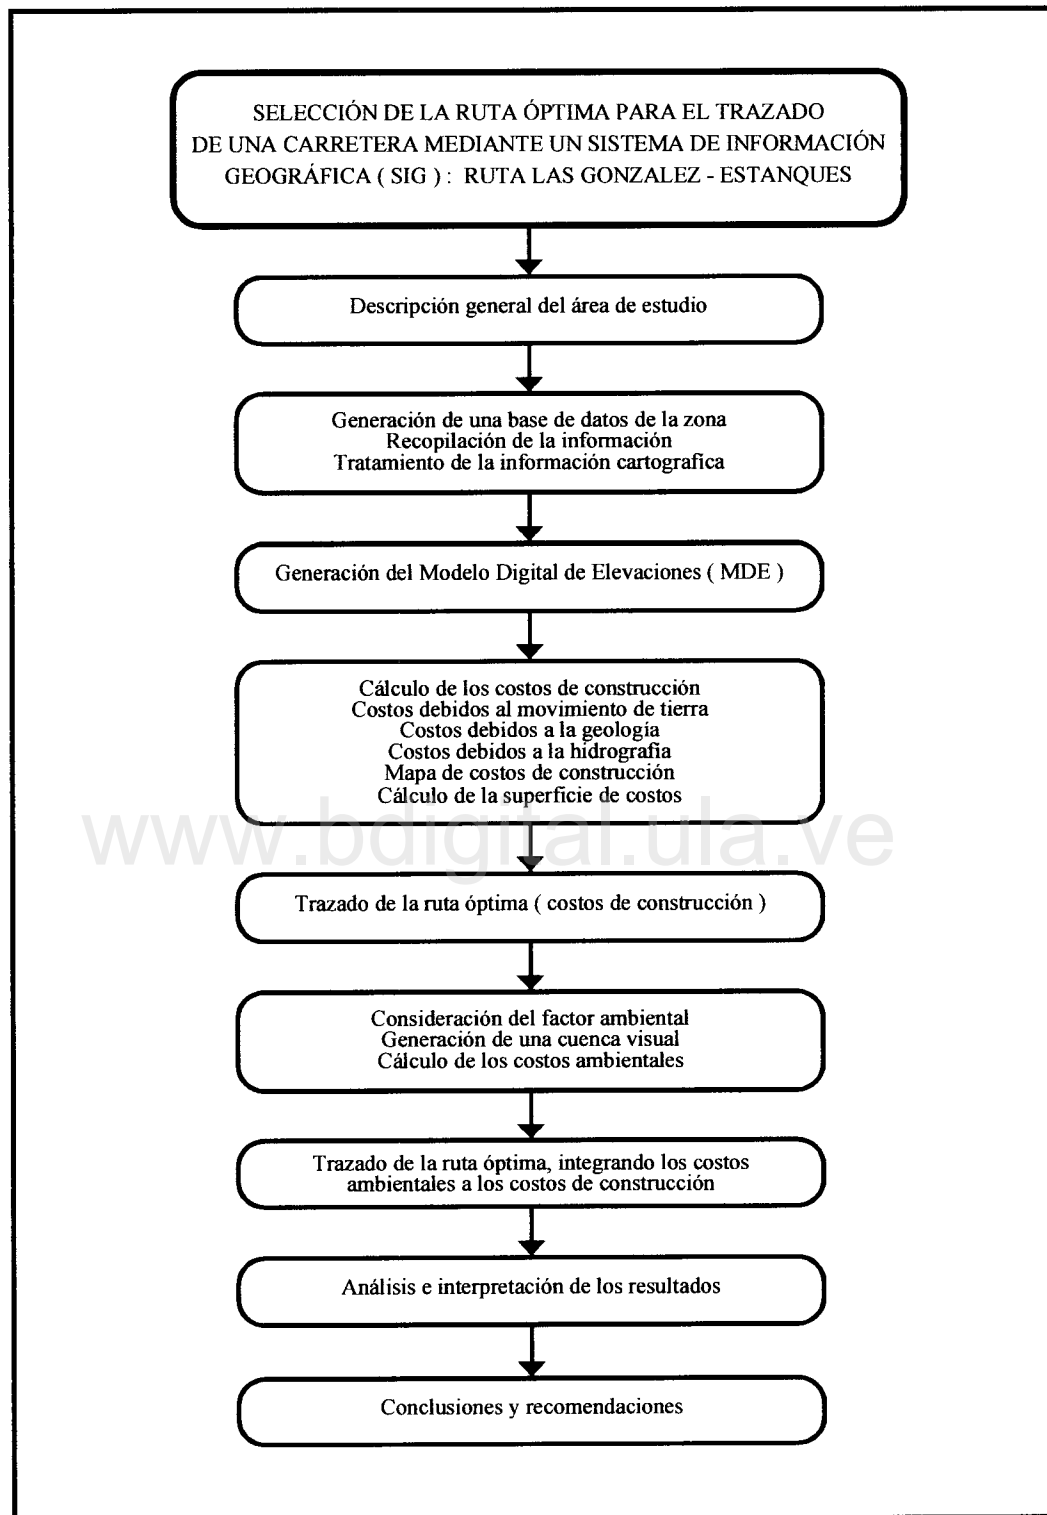 SELECCIÓN DE LA RUTA ÓPTIMA PARA EL TRAZADO
DE UNA CARRETERA MEDIANTE UN SISTEMA DE INFORMACIÓN
GEOGRÁFICA ( SIG ) : RUTA LAS GONZALEZ - ESTANQUES
Descripción general del área de estudio
Generación de una base de datos de la zona
Recopilación de la información
Tratamiento de la información cartografica
Generación del Modelo Digital de Elevaciones ( MDE )
Cálculo de los costos de construcción
Costos debidos al movimiento de tierra
Costos debidos a la geología
Costos debidos a la hidrografía
Mapa de costos de construcción
Cálculo de la superficie de costos
www.bdigital.ula.ve
Trazado de la ruta óptima ( costos de construcción )
Consideración del factor ambiental
Generación de una cuenca visual
Cálculo de los costos ambientales
Trazado de la ruta óptima, integrando los costos
ambientales a los costos de construcción
Análisis e interpretación de los resultados
Conclusiones y recomendaciones